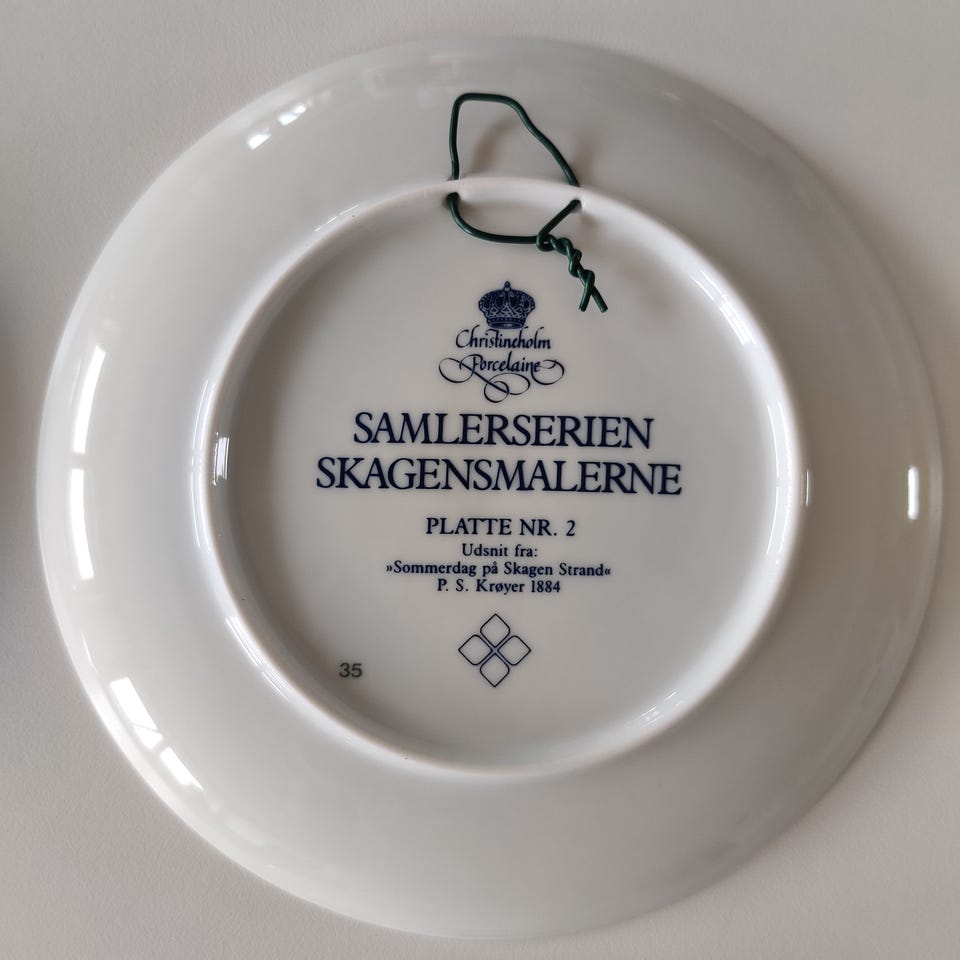 Christineholm
Porcelaine
SAMLERSERIEN
SKAGENSMALERNE
PLATTE NR. 2
Udsnit fra:
»Sommerdag på Skagen Strand«
P. S. Krøyer 1884
35